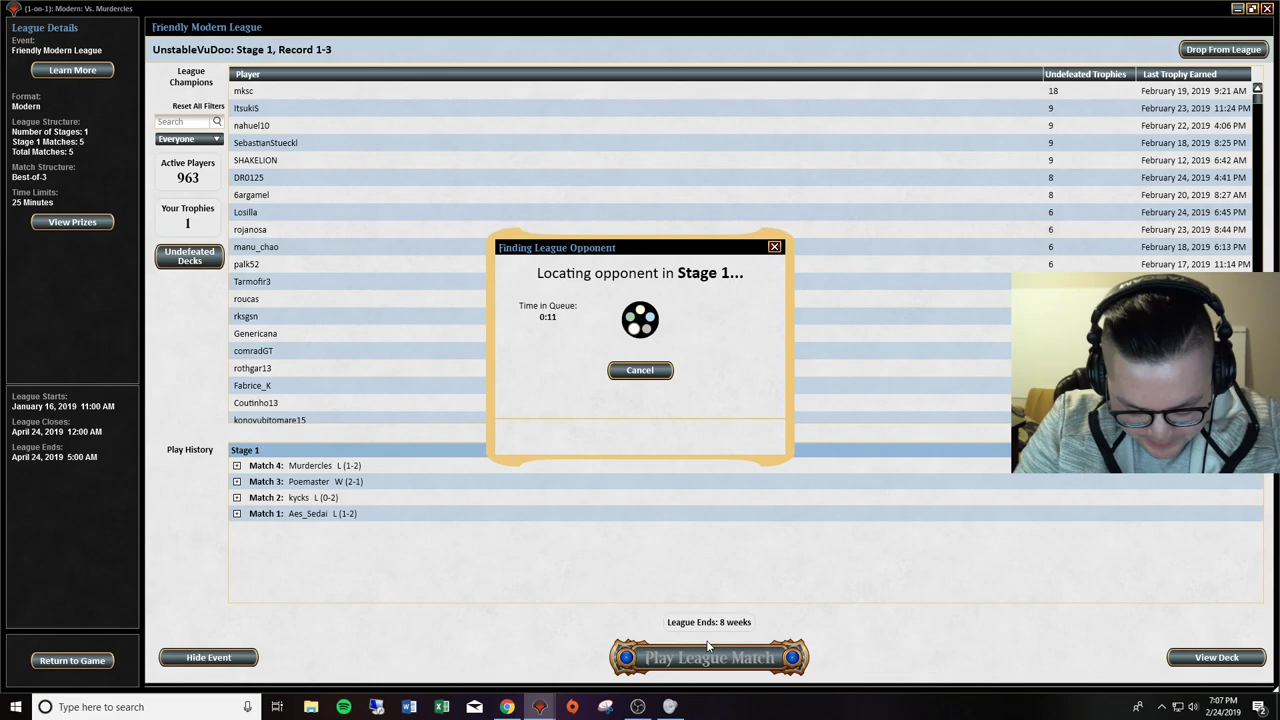 (1-on-1): Modern: Vs. Murdercles
League Details
Event:
Friendly Modern League
Learn More
Format:
Modern
League Structure:
Number of Stages: 1
Stage 1 Matches: 5
Total Matches: 5
Match Structure:
Best-of-3
Time Limits:
25 Minutes
View Prizes
League Starts:
January 16, 2019 11:00 AM
League Closes:
April 24, 2019 12:00 AM
League Ends:
April 24, 2019 5:00 AM
Return to Game
Friendly Modern League
UnstableVuDoo: Stage 1, Record 1-3
Drop From League
League Champions
Reset All Filters
Search
Everyone
Active Players
963
Your Trophies
1
Undefeated Decks
Player Undefeated Trophies Last Trophy Earned
mksc 18 February 19, 2019 9:21 AM
ItsukiS 9 February 23, 2019 11:24 PM
nahuel10 9 February 22, 2019 4:06 PM
SebastianStueckl 9 February 18, 2019 8:25 PM
SHAKELION 9 February 12, 2019 6:42 AM
DR0125 8 February 24, 2019 4:41 PM
6argamel 8 February 20, 2019 8:27 AM
Losilla 6 February 24, 2019 6:45 PM
rojanosa 6 February 23, 2019 8:44 PM
manu_chao 6 February 18, 2019 6:13 PM
palk52 6 February 17, 2019 11:14 PM
Tarmofir3
roucas
rksgsn
Genericana
comradGT
rothgar13
Fabrice_K
Coutinho13
konovubitomare15
Finding League Opponent
Locating opponent in Stage 1...
Time in Queue:
0:11
Cancel
Play History
Stage 1
Match 4: Murdercles L (1-2)
Match 3: Poemaster W (2-1)
Match 2: kycks L (0-2)
Match 1: Aes_Sedai L (1-2)
League Ends: 8 weeks
Hide Event
Play League Match
View Deck
Type here to search
7:07 PM
2/24/2019
2